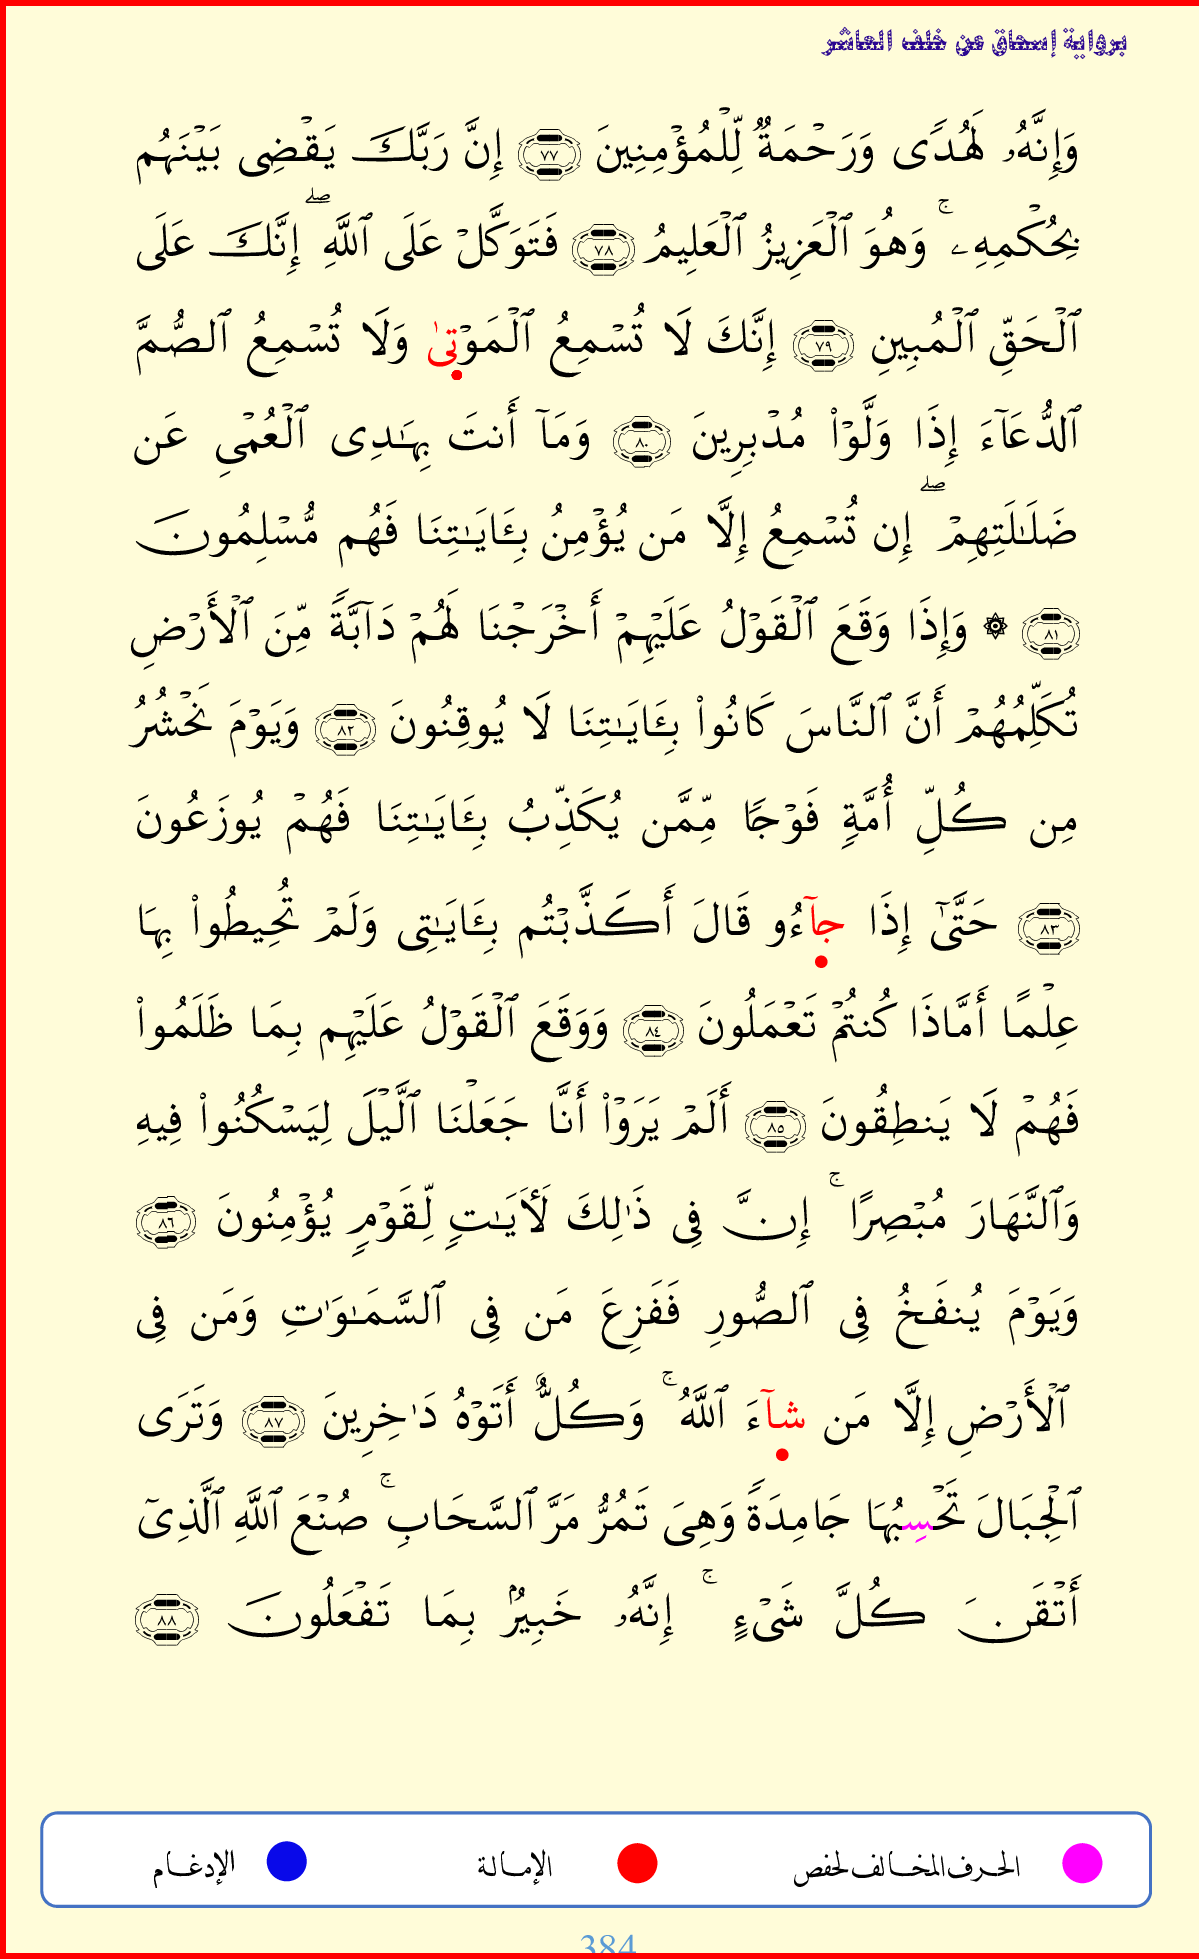 برواية إسحاق عن خلف العاشر
وَإِنَّهُۥ لَهُدًى وَرَحْمَةٌ لِّلْمُؤْمِنِينَ ٧٧ إِنَّ رَبَّكَ يَقْضِى بَيْنَهُم
بِحُكْمِهِۦ ۚ وَهُوَ ٱلْعَزِيزُ ٱلْعَلِيمُ ٧٨ فَتَوَكَّلْ عَلَى ٱللَّهِ ۖ إِنَّكَ عَلَى
ٱلْحَقِّ ٱلْمُبِينِ ٧٩ إِنَّكَ لَا تُسْمِعُ ٱلْمَوْتىٰ وَلَا تُسْمِعُ ٱلصُّمَّ
ٱلدُّعَآءَ إِذَا وَلَّوْا۟ مُدْبِرِينَ ٨٠ وَمَآ أَنتَ بِهَـٰدِى ٱلْعُمْىِ عَن
ضَلَـٰلَتِهِمْ ۖ إِن تُسْمِعُ إِلَّا مَن يُؤْمِنُ بِـَٔايَـٰتِنَا فَهُم مُّسْلِمُونَ
٨١ ۞ وَإِذَا وَقَعَ ٱلْقَوْلُ عَلَيْهِمْ أَخْرَجْنَا لَهُمْ دَآبَّةً مِّنَ ٱلْأَرْضِ
تُكَلِّمُهُمْ أَنَّ ٱلنَّاسَ كَانُوا۟ بِـَٔايَـٰتِنَا لَا يُوقِنُونَ ٨٢ وَيَوْمَ نَحْشُرُ
مِن كُلِّ أُمَّةٍ فَوْجًا مِّمَّن يُكَذِّبُ بِـَٔايَـٰتِنَا فَهُمْ يُوزَعُونَ
٨٣ حَتَّىٰٓ إِذَا جآءُو قَالَ أَكَذَّبْتُم بِـَٔايَـٰتِى وَلَمْ تُحِيطُوا۟ بِهَا
عِلْمًا أَمَّاذَا كُنتُمْ تَعْمَلُونَ ٨٤ وَوَقَعَ ٱلْقَوْلُ عَلَيْهِم بِمَا ظَلَمُوا۟
فَهُمْ لَا يَنطِقُونَ ٨٥ أَلَمْ يَرَوْا۟ أَنَّا جَعَلْنَا ٱلَّيْلَ لِيَسْكُنُوا۟ فِيهِ
وَٱلنَّهَارَ مُبْصِرًا ۚ إِنَّ فِى ذَٰلِكَ لَـَٔايَـٰتٍ لِّقَوْمٍ يُؤْمِنُونَ ٨٦
وَيَوْمَ يُنفَخُ فِى ٱلصُّورِ فَفَزِعَ مَن فِى ٱلسَّمَـٰوَٰتِ وَمَن فِى
ٱلْأَرْضِ إِلَّا مَن شآءَ ٱللَّهُ ۚ وَكُلٌّ أَتَوْهُ دَٰخِرِينَ ٨٧ وَتَرَى
ٱلْجِبَالَ تَحْسِبُهَا جَامِدَةً وَهِىَ تَمُرُّ مَرَّ ٱلسَّحَابِ ۚ صُنْعَ ٱللَّهِ ٱلَّذِىٓ
أَتْقَنَ كُلَّ شَىْءٍ ۚ إِنَّهُۥ خَبِيرٌۢ بِمَا تَفْعَلُونَ ٨٨
الحرف المخالف لحفص الإمالة الإدغام
384